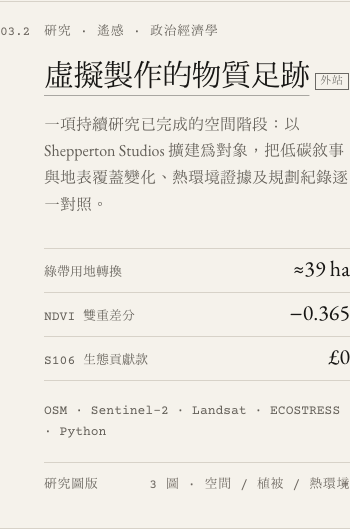 03.2 研究 · 遙感 · 政治經濟學
虛擬製作的物質足跡 外站
一項持續研究已完成的空間階段：以
Shepperton Studios 擴建爲對象，把低碳敘事
與地表覆蓋變化、熱環境證據及規劃紀錄逐
一對照。
綠帶用地轉換 ≈39 ha
NDVI 雙重差分 −0.365
S106 生態貢獻款 £0
OSM · Sentinel-2 · Landsat · ECOSTRESS
· Python
研究圖版 3 圖 · 空間 / 植被 / 熱環境